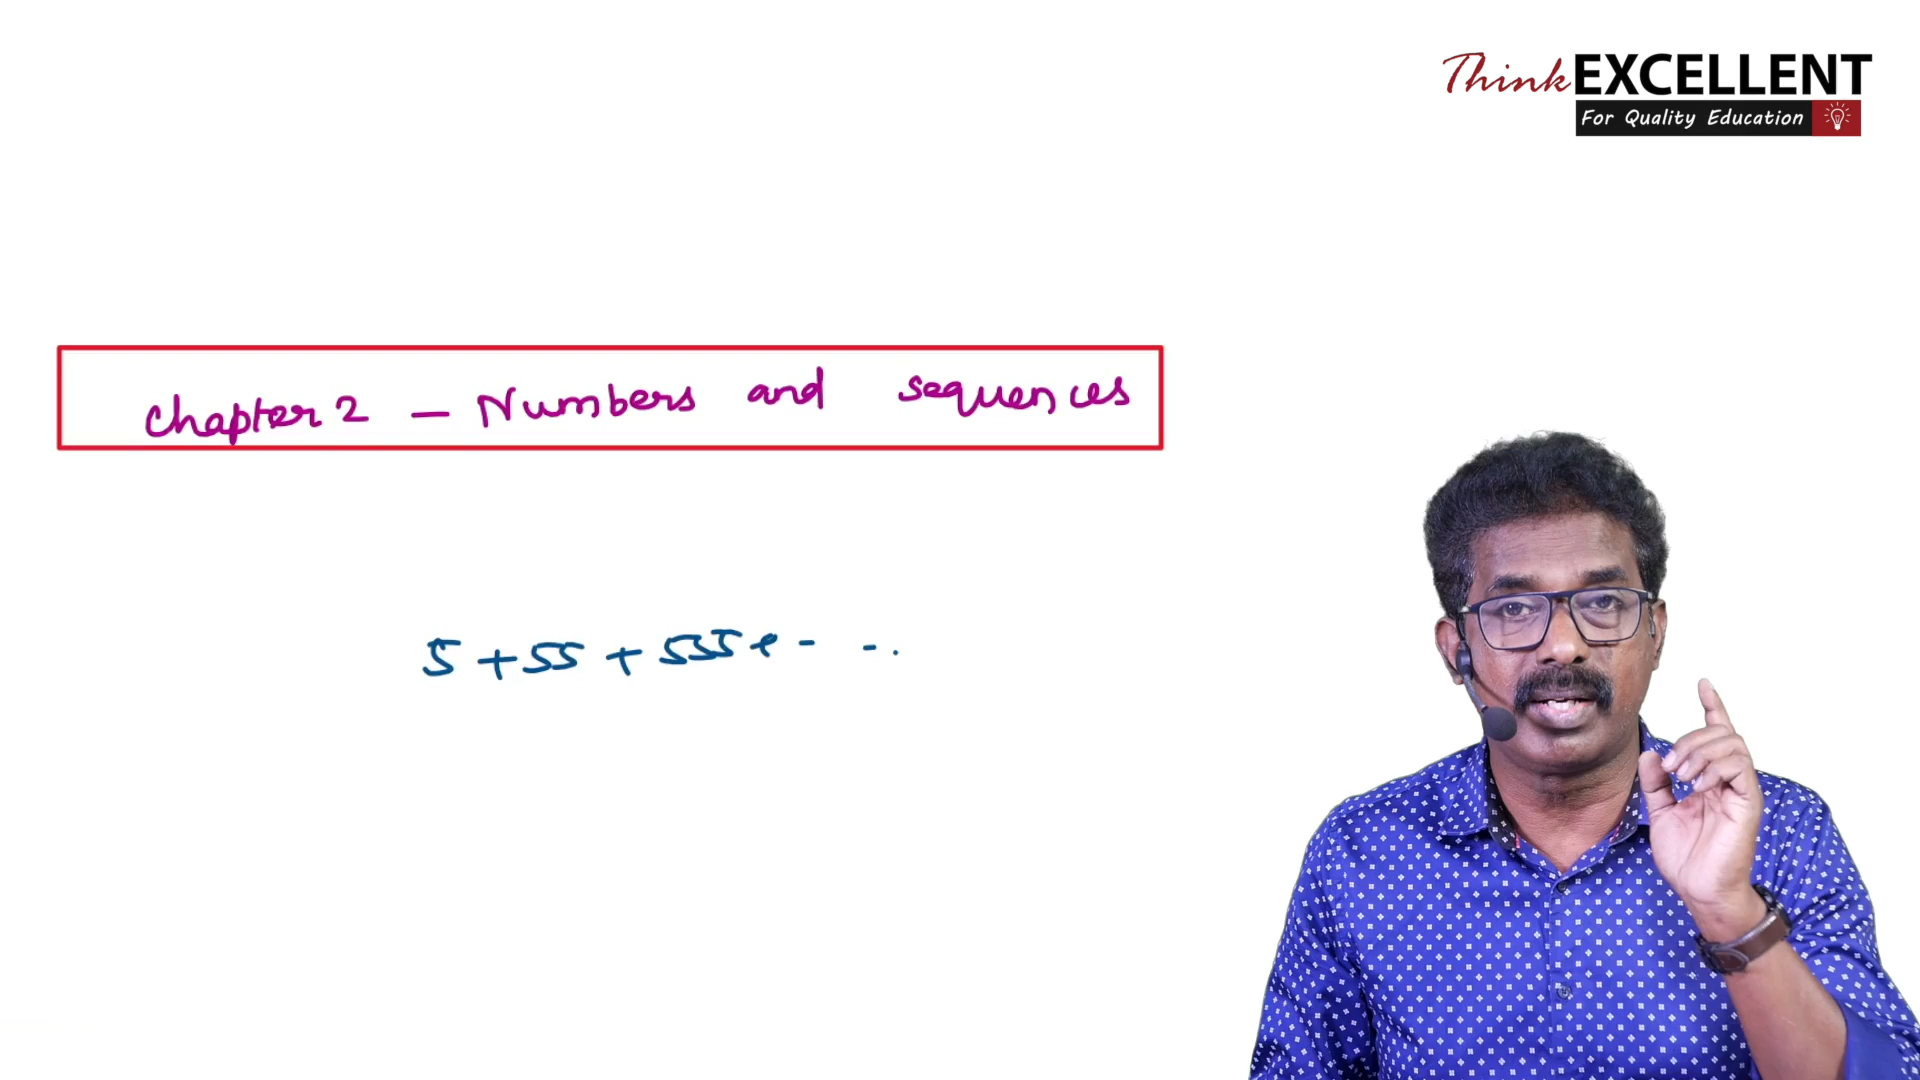 Think EXCELLENT
For Quality Education
Chapter 2 - Numbers and sequences
5 + 55 + 555 + - - .